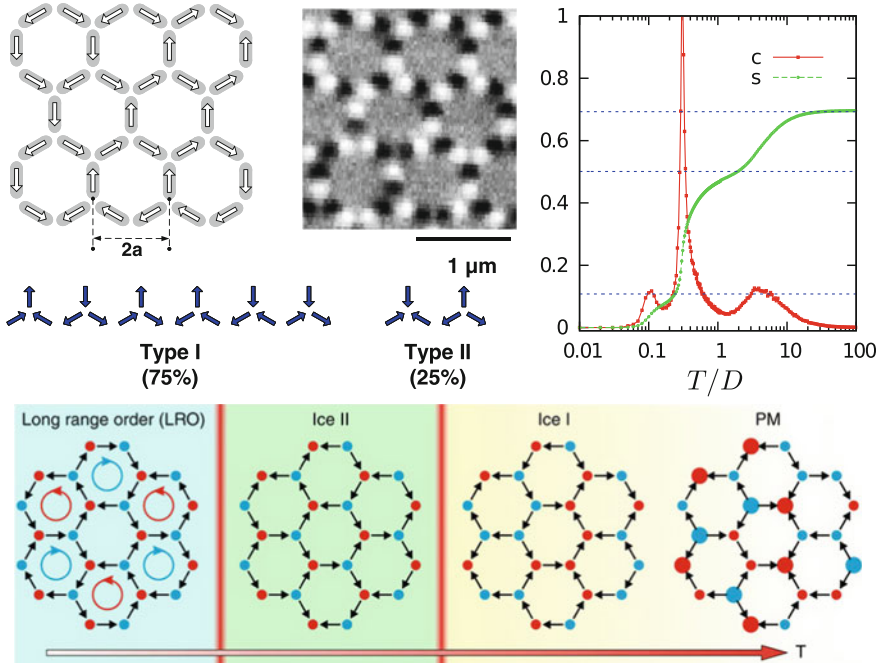 2a
1 µm
Type I
(75%)
Type II
(25%)
1
0.8
0.6
0.4
0.2
0
C
S
0.01
0.1
1
10
100
T/D
Long range order (LRO)
Ice II
Ice I
PM
T